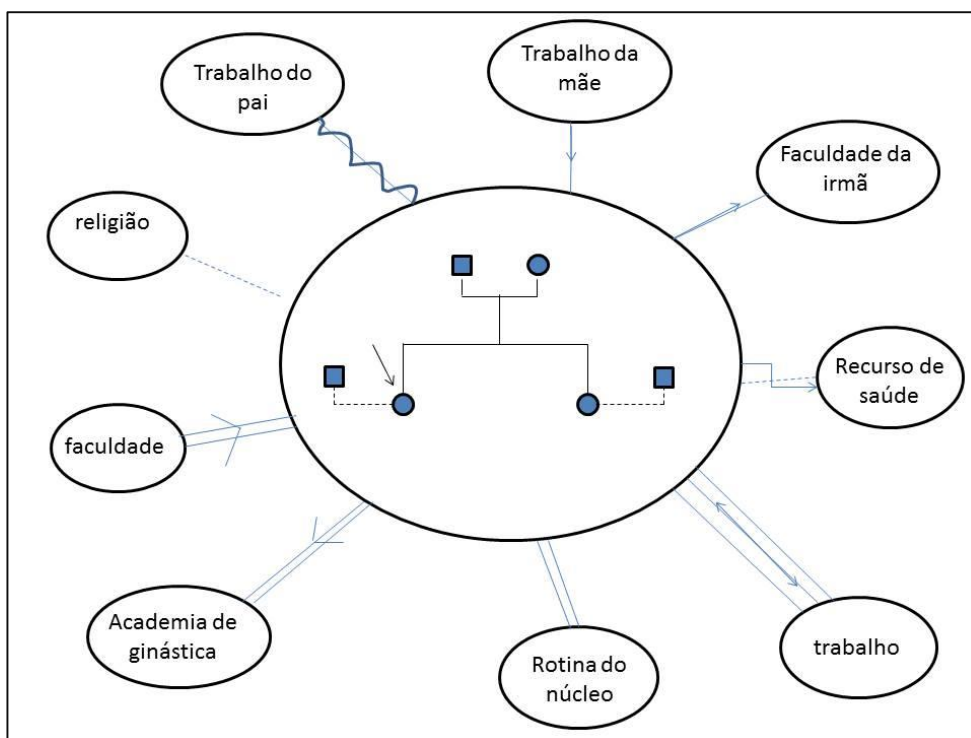 Trabalho do
pai
Trabalho da
mãe
Faculdade da
irmã
religião
Recurso de
saúde
faculdade
Academia de
ginástica
Rotina do
núcleo
trabalho